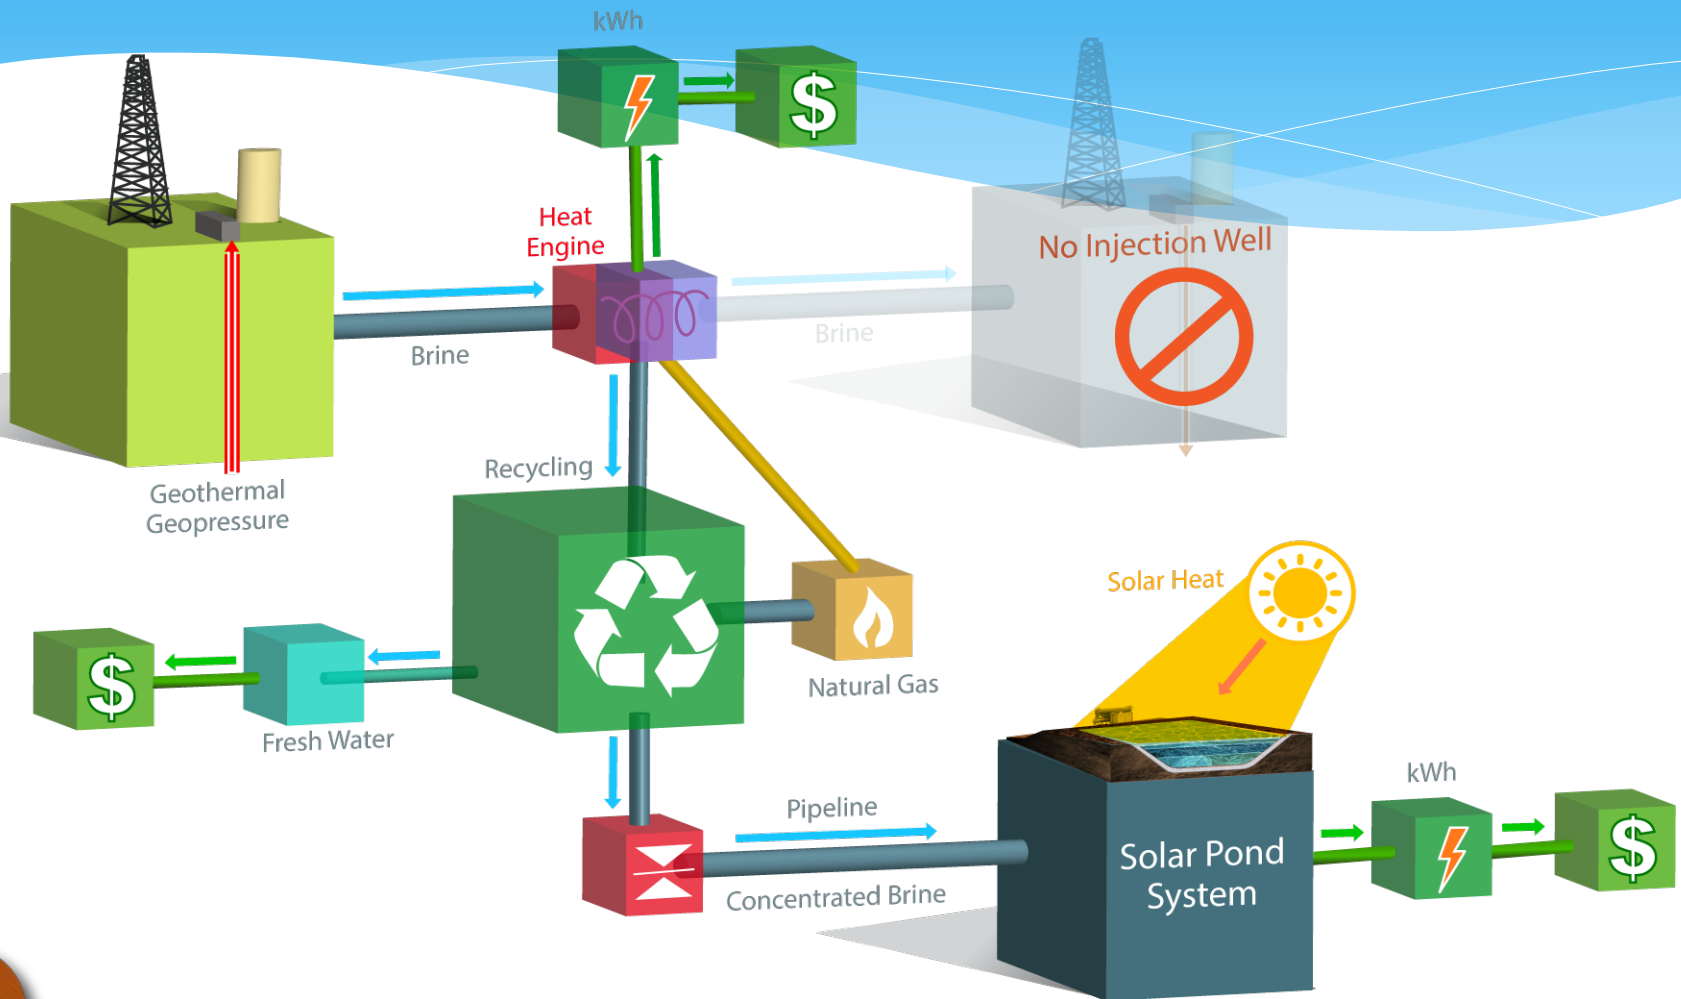 kWh
$
Heat
Engine
No Injection Well
Brine
Brine
Geothermal
Geopressure
Recycling
Solar Heat
$
Natural Gas
Fresh Water
kWh
Pipeline
$
Solar Pond
System
Concentrated Brine